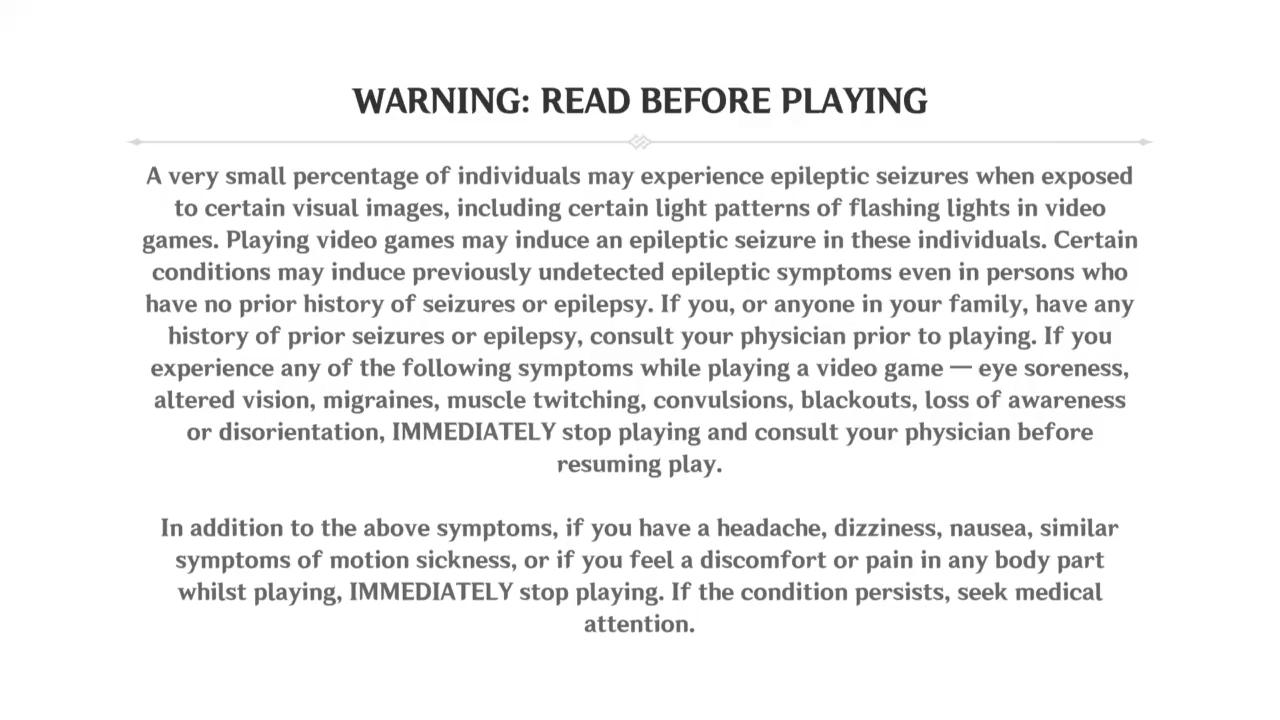 WARNING: READ BEFORE PLAYING
A very small percentage of individuals may experience epileptic seizures when exposed
to certain visual images, including certain light patterns of flashing lights in video
games. Playing video games may induce an epileptic seizure in these individuals. Certain
conditions may induce previously undetected epileptic symptoms even in persons who
have no prior history of seizures or epilepsy. If you, or anyone in your family, have any
history of prior seizures or epilepsy, consult your physician prior to playing. If you
experience any of the following symptoms while playing a video game — eye soreness,
altered vision, migraines, muscle twitching, convulsions, blackouts, loss of awareness
or disorientation, IMMEDIATELY stop playing and consult your physician before
resuming play.
In addition to the above symptoms, if you have a headache, dizziness, nausea, similar
symptoms of motion sickness, or if you feel a discomfort or pain in any body part
whilst playing, IMMEDIATELY stop playing. If the condition persists, seek medical
attention.